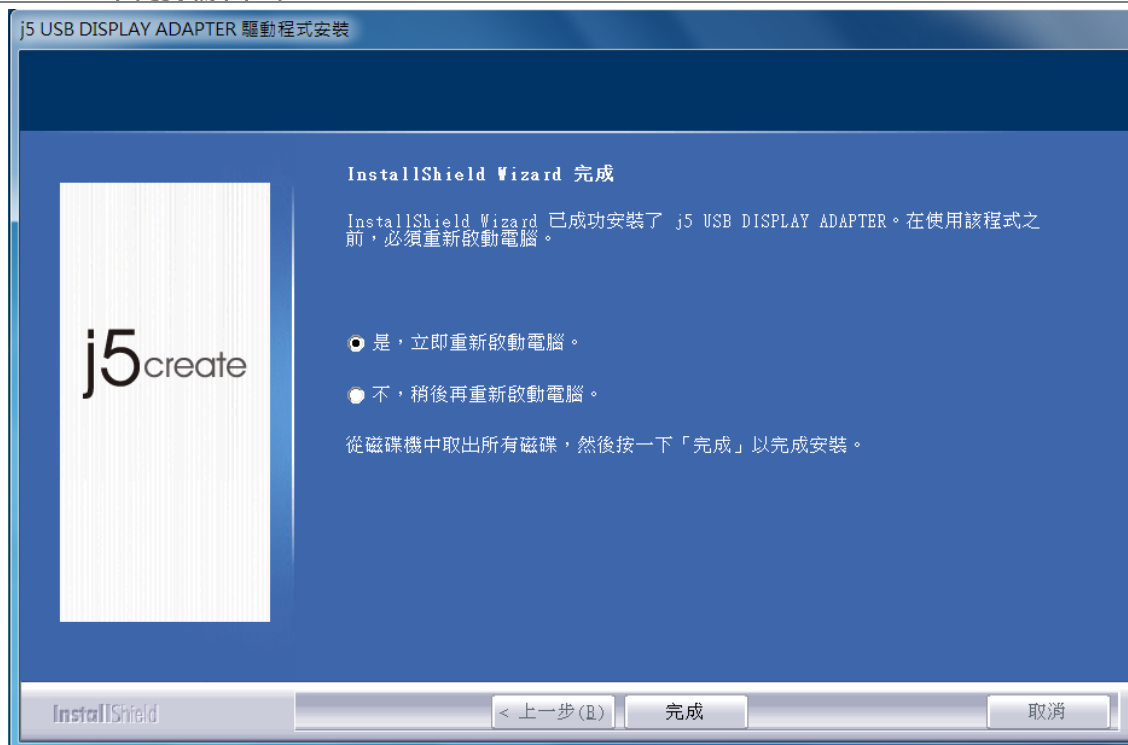 j5 USB DISPLAY ADAPTER 驅動程式安裝
InstallShield Wizard 完成
InstallShield Wizard 已成功安裝了 j5 USB DISPLAY ADAPTER。在使用該程式之
前，必須重新啟動電腦。
j5create
是，立即重新啟動電腦。
不，稍後再重新啟動電腦。
從磁碟機中取出所有磁碟，然後按一下「完成」以完成安裝。
InstallShield
< 上一步(B) 完成 取消